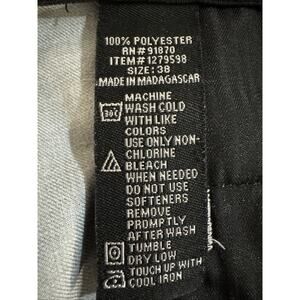 100% POLYESTER
RN#91870
ITEM#1279598
SIZE: 38
MADE IN MADAGASCAR
MACHINE
30c WASH COLD
WITH LIKE
COLORS
USE ONLY NON-
CHLORINE
BLEACH
WHEN NEEDED
DO NOT USE
SOFTENERS
REMOVE
PROMPTLY
AFTER WASH
TUMBLE
DRY LOW
TOUCH UP WITH
COOL IRON